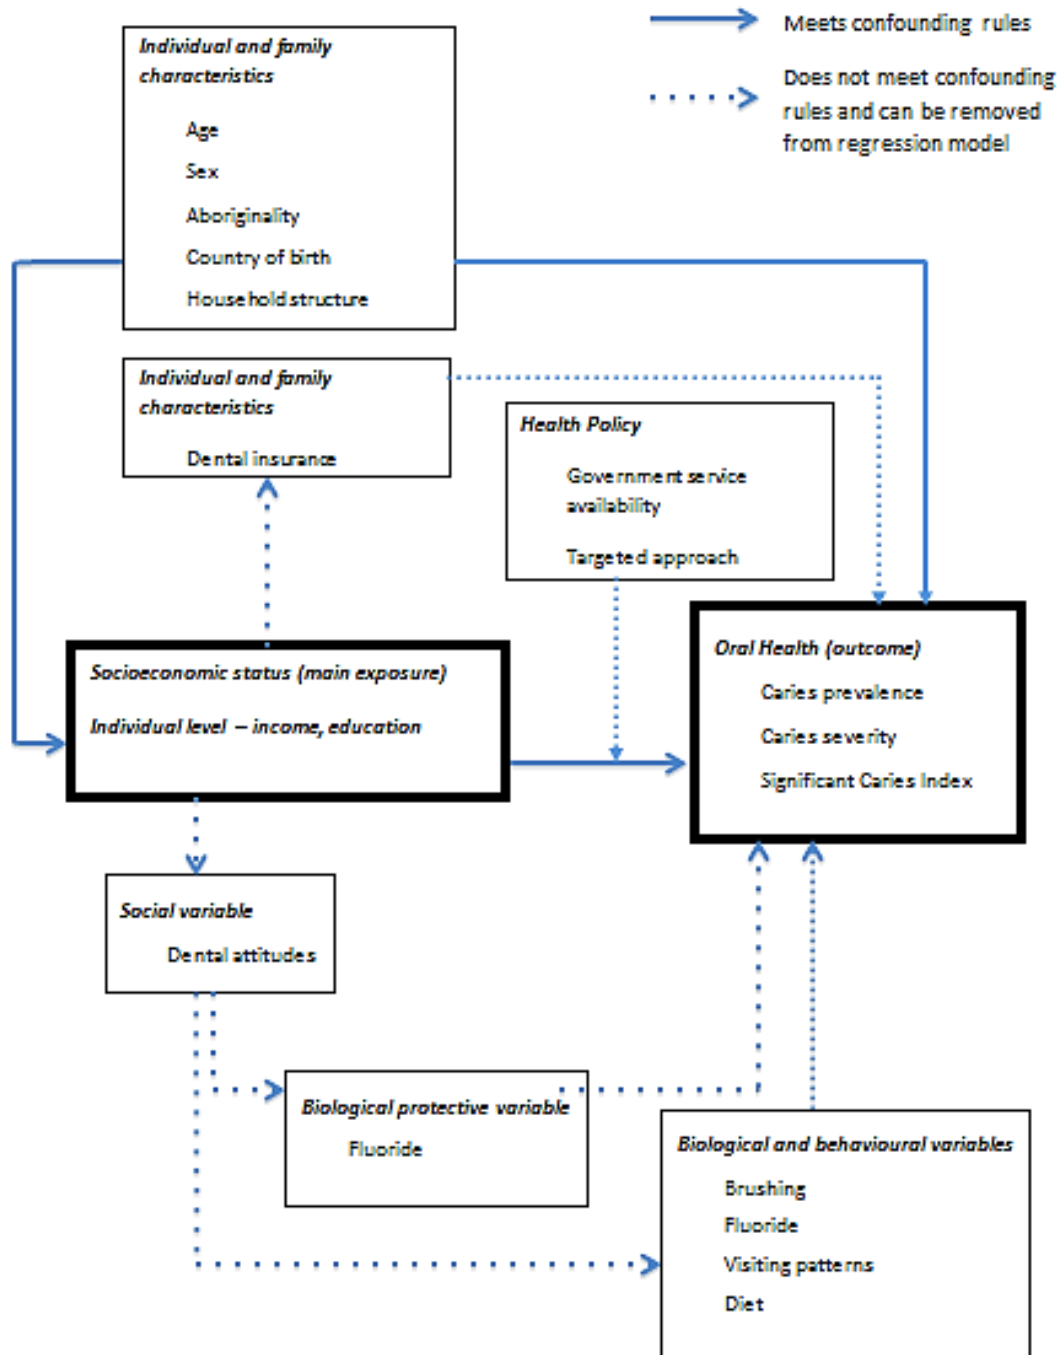 Meets confounding rules
Does not meet confounding
rules and can be removed
from regression model
Individual and family
characteristics
Age
Sex
Aboriginality
Country of birth
Household structure
Individual and family
characteristics
Dental insurance
Health Policy
Government service
availability
Targeted approach
Socioeconomic status (main exposure)
Individual level – income, education
Oral Health (outcome)
Caries prevalence
Caries severity
Significant Caries Index
Social variable
Dental attitudes
Biological protective variable
Fluoride
Biological and behavioural variables
Brushing
Fluoride
Visiting patterns
Diet